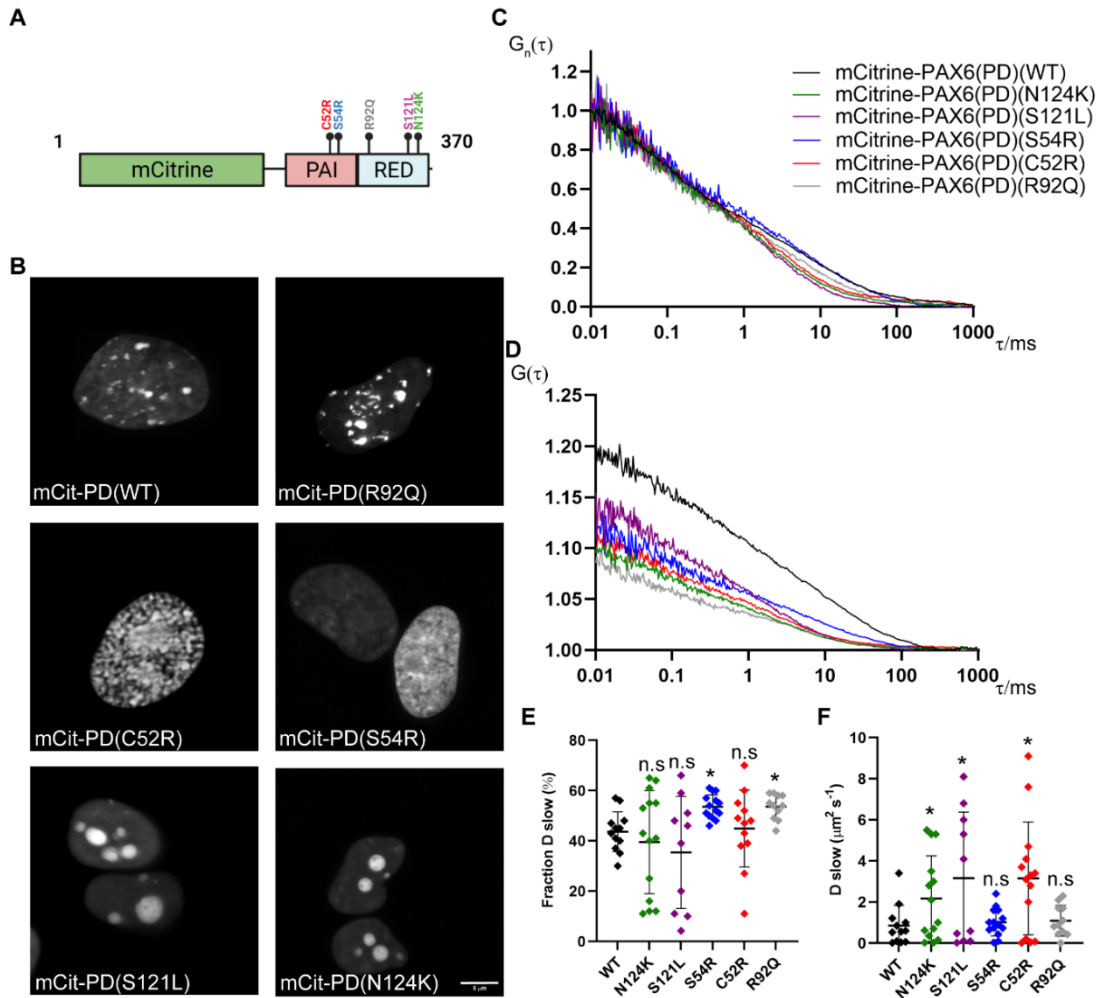 A
C52R
S54R
R92Q
S121L
N124K
1
370
mCitrine
PAI
RED
B
mCit-PD(WT)
mCit-PD(R92Q)
mCit-PD(C52R)
mCit-PD(S54R)
mCit-PD(S121L)
mCit-PD(N124K)
5 μm
C
Gn(τ)
1.2
1.0
0.8
0.6
0.4
0.2
0.0
0.01 0.1 1 10 100 1000
τ/ms
mCitrine-PAX6(PD)(WT)
mCitrine-PAX6(PD)(N124K)
mCitrine-PAX6(PD)(S121L)
mCitrine-PAX6(PD)(S54R)
mCitrine-PAX6(PD)(C52R)
mCitrine-PAX6(PD)(R92Q)
D
G(τ)
1.25
1.20
1.15
1.10
1.05
1.00
0.01 0.1 1 10 100 1000
τ/ms
E
Fraction D slow (%)
80
60
40
20
0
n.s n.s * n.s *
WT N124K S121L S54R C52R R92Q
F
D slow (μm² s⁻¹)
10
8
6
4
2
0
* * n.s * n.s
WT N124K S121L S54R C52R R92Q